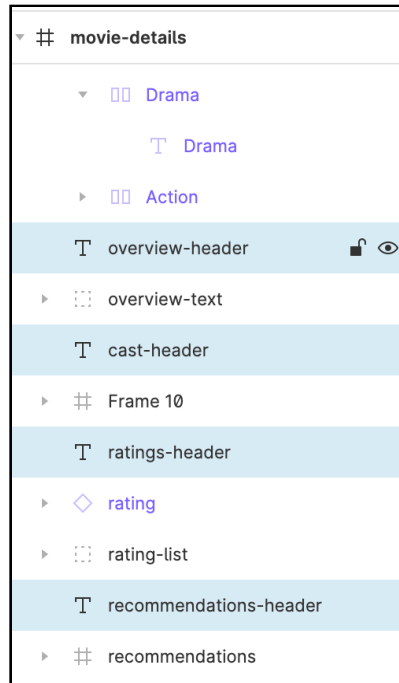 movie-details
Drama
Drama
Action
overview-header
overview-text
cast-header
Frame 10
ratings-header
rating
rating-list
recommendations-header
recommendations